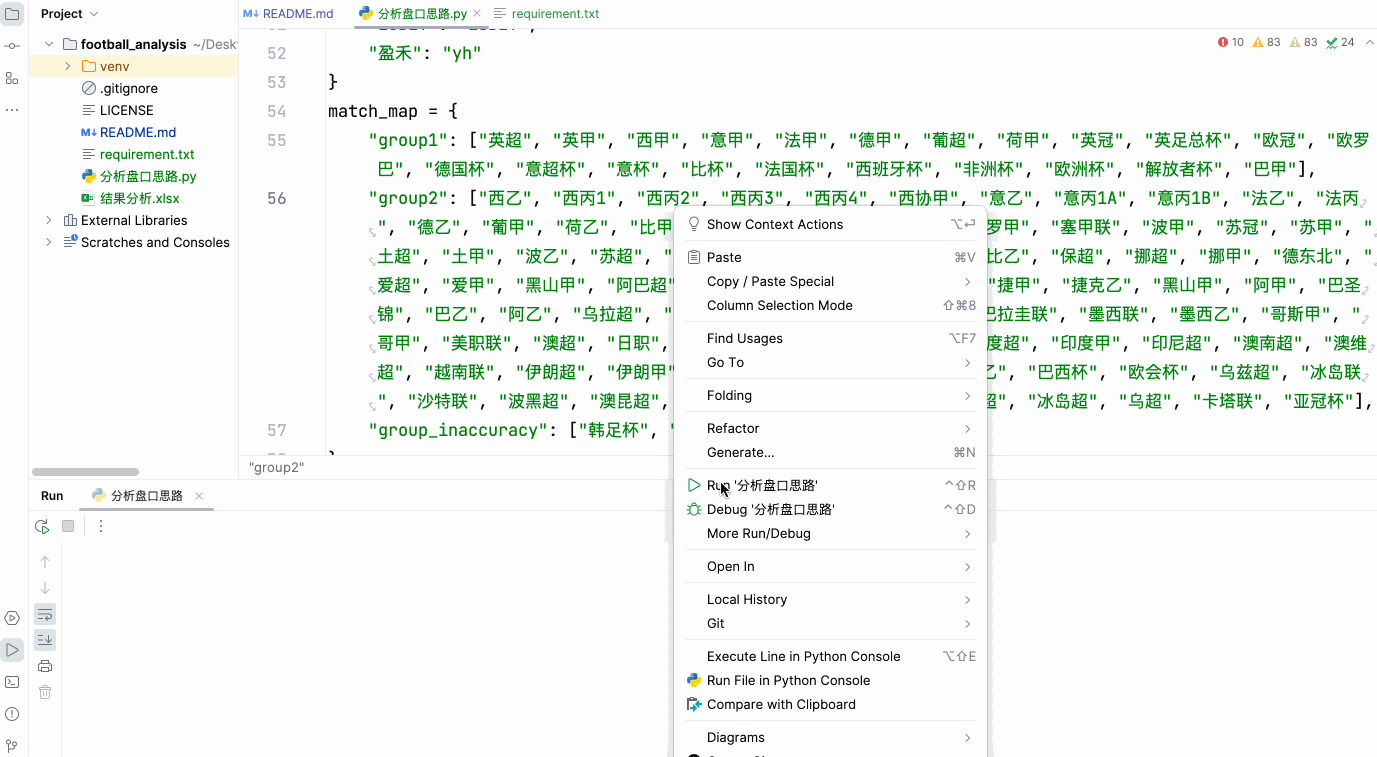 Project
README.md
分析盘口思路.py
requirement.txt
football_analysis ~/Desk
venv
.gitignore
LICENSE
README.md
requirement.txt
分析盘口思路.py
结果分析.xlsx
External Libraries
Scratches and Consoles
10 83 83 24
52 "盈禾": "yh"
53 }
54 match_map = {
55 "group1": ["英超", "英甲", "西甲", "意甲", "法甲", "德甲", "葡超", "荷甲", "英冠", "英足总杯", "欧冠", "欧罗
巴", "德国杯", "意超杯", "意杯", "比杯", "法国杯", "西班牙杯", "非洲杯", "欧洲杯", "解放者杯", "巴甲"],
56 "group2": ["西乙", "西丙1", "西丙2", "西丙3", "西丙4", "西协甲", "意乙", "意丙1A", "意丙1B", "法乙", "法丙
", "德乙", "葡甲", "荷乙", "比甲 罗甲", "塞甲联", "波甲", "苏冠", "苏甲", "
土超", "土甲", "波乙", "苏超", " 比乙", "保超", "挪超", "挪甲", "德东北", "
爱超", "爱甲", "黑山甲", "阿巴超 "捷甲", "捷克乙", "黑山甲", "阿甲", "巴圣
锦", "巴乙", "阿乙", "乌拉超", " 巴拉圭联", "墨西联", "墨西乙", "哥斯甲", "
哥甲", "美职联", "澳超", "日职", 度超", "印度甲", "印尼超", "澳南超", "澳维
超", "越南联", "伊朗超", "伊朗甲 乙", "巴西杯", "欧会杯", "乌兹超", "冰岛联
", "沙特联", "波黑超", "澳昆超", 超", "冰岛超", "乌超", "卡塔联", "亚冠杯"],
57 "group_inaccuracy": ["韩足杯", "
"group2"
Show Context Actions ⌥⏎
Paste ⌘V
Copy / Paste Special
Column Selection Mode ⇧⌘8
Find Usages ⌥F7
Go To
Folding
Refactor
Generate... ⌘N
Run '分析盘口思路' ^⇧R
Debug '分析盘口思路' ^⇧D
More Run/Debug
Open In
Local History
Git
Execute Line in Python Console ⌥⇧E
Run File in Python Console
Compare with Clipboard
Diagrams
Run 分析盘口思路